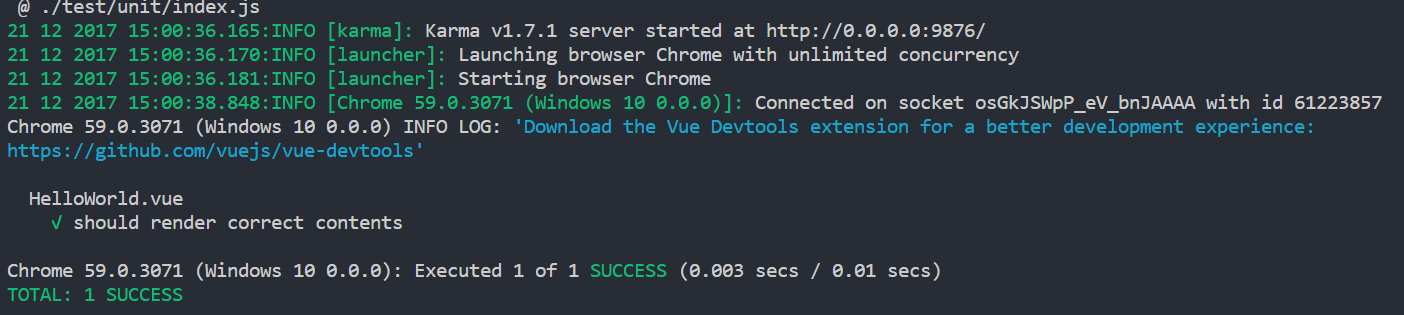 @ ./test/unit/index.js
21 12 2017 15:00:36.165:INFO [karma]: Karma v1.7.1 server started at http://0.0.0.0:9876/
21 12 2017 15:00:36.170:INFO [launcher]: Launching browser Chrome with unlimited concurrency
21 12 2017 15:00:36.181:INFO [launcher]: Starting browser Chrome
21 12 2017 15:00:38.848:INFO [Chrome 59.0.3071 (Windows 10 0.0.0)]: Connected on socket osGkJSWpP_eV_bnJAAAA with id 61223857
Chrome 59.0.3071 (Windows 10 0.0.0) INFO LOG: 'Download the Vue Devtools extension for a better development experience:
https://github.com/vuejs/vue-devtools'
HelloWorld.vue
√ should render correct contents
Chrome 59.0.3071 (Windows 10 0.0.0): Executed 1 of 1 SUCCESS (0.003 secs / 0.01 secs)
TOTAL: 1 SUCCESS